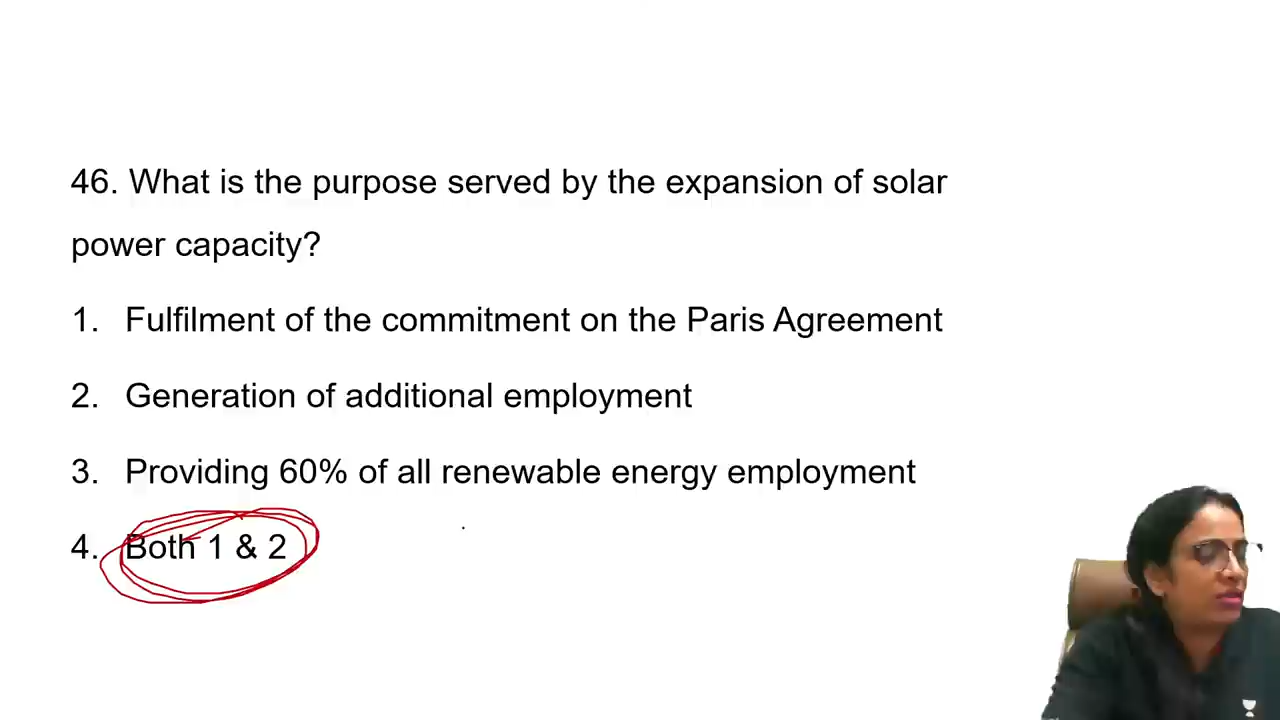 46. What is the purpose served by the expansion of solar
power capacity?
1. Fulfilment of the commitment on the Paris Agreement
2. Generation of additional employment
3. Providing 60% of all renewable energy employment
4. Both 1 & 2